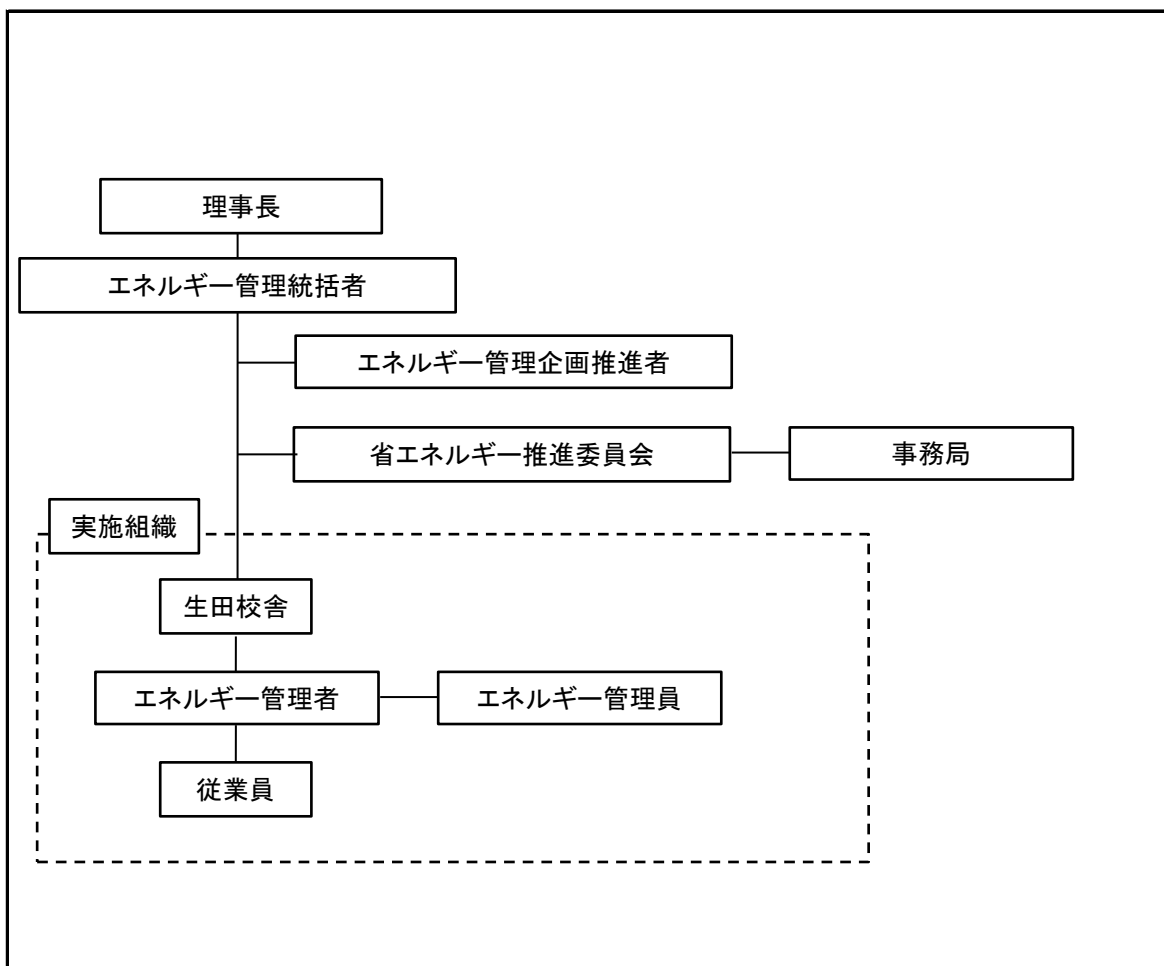 理事長
エネルギー管理統括者
エネルギー管理企画推進者
省エネルギー推進委員会
事務局
実施組織
生田校舎
エネルギー管理者
エネルギー管理員
従業員